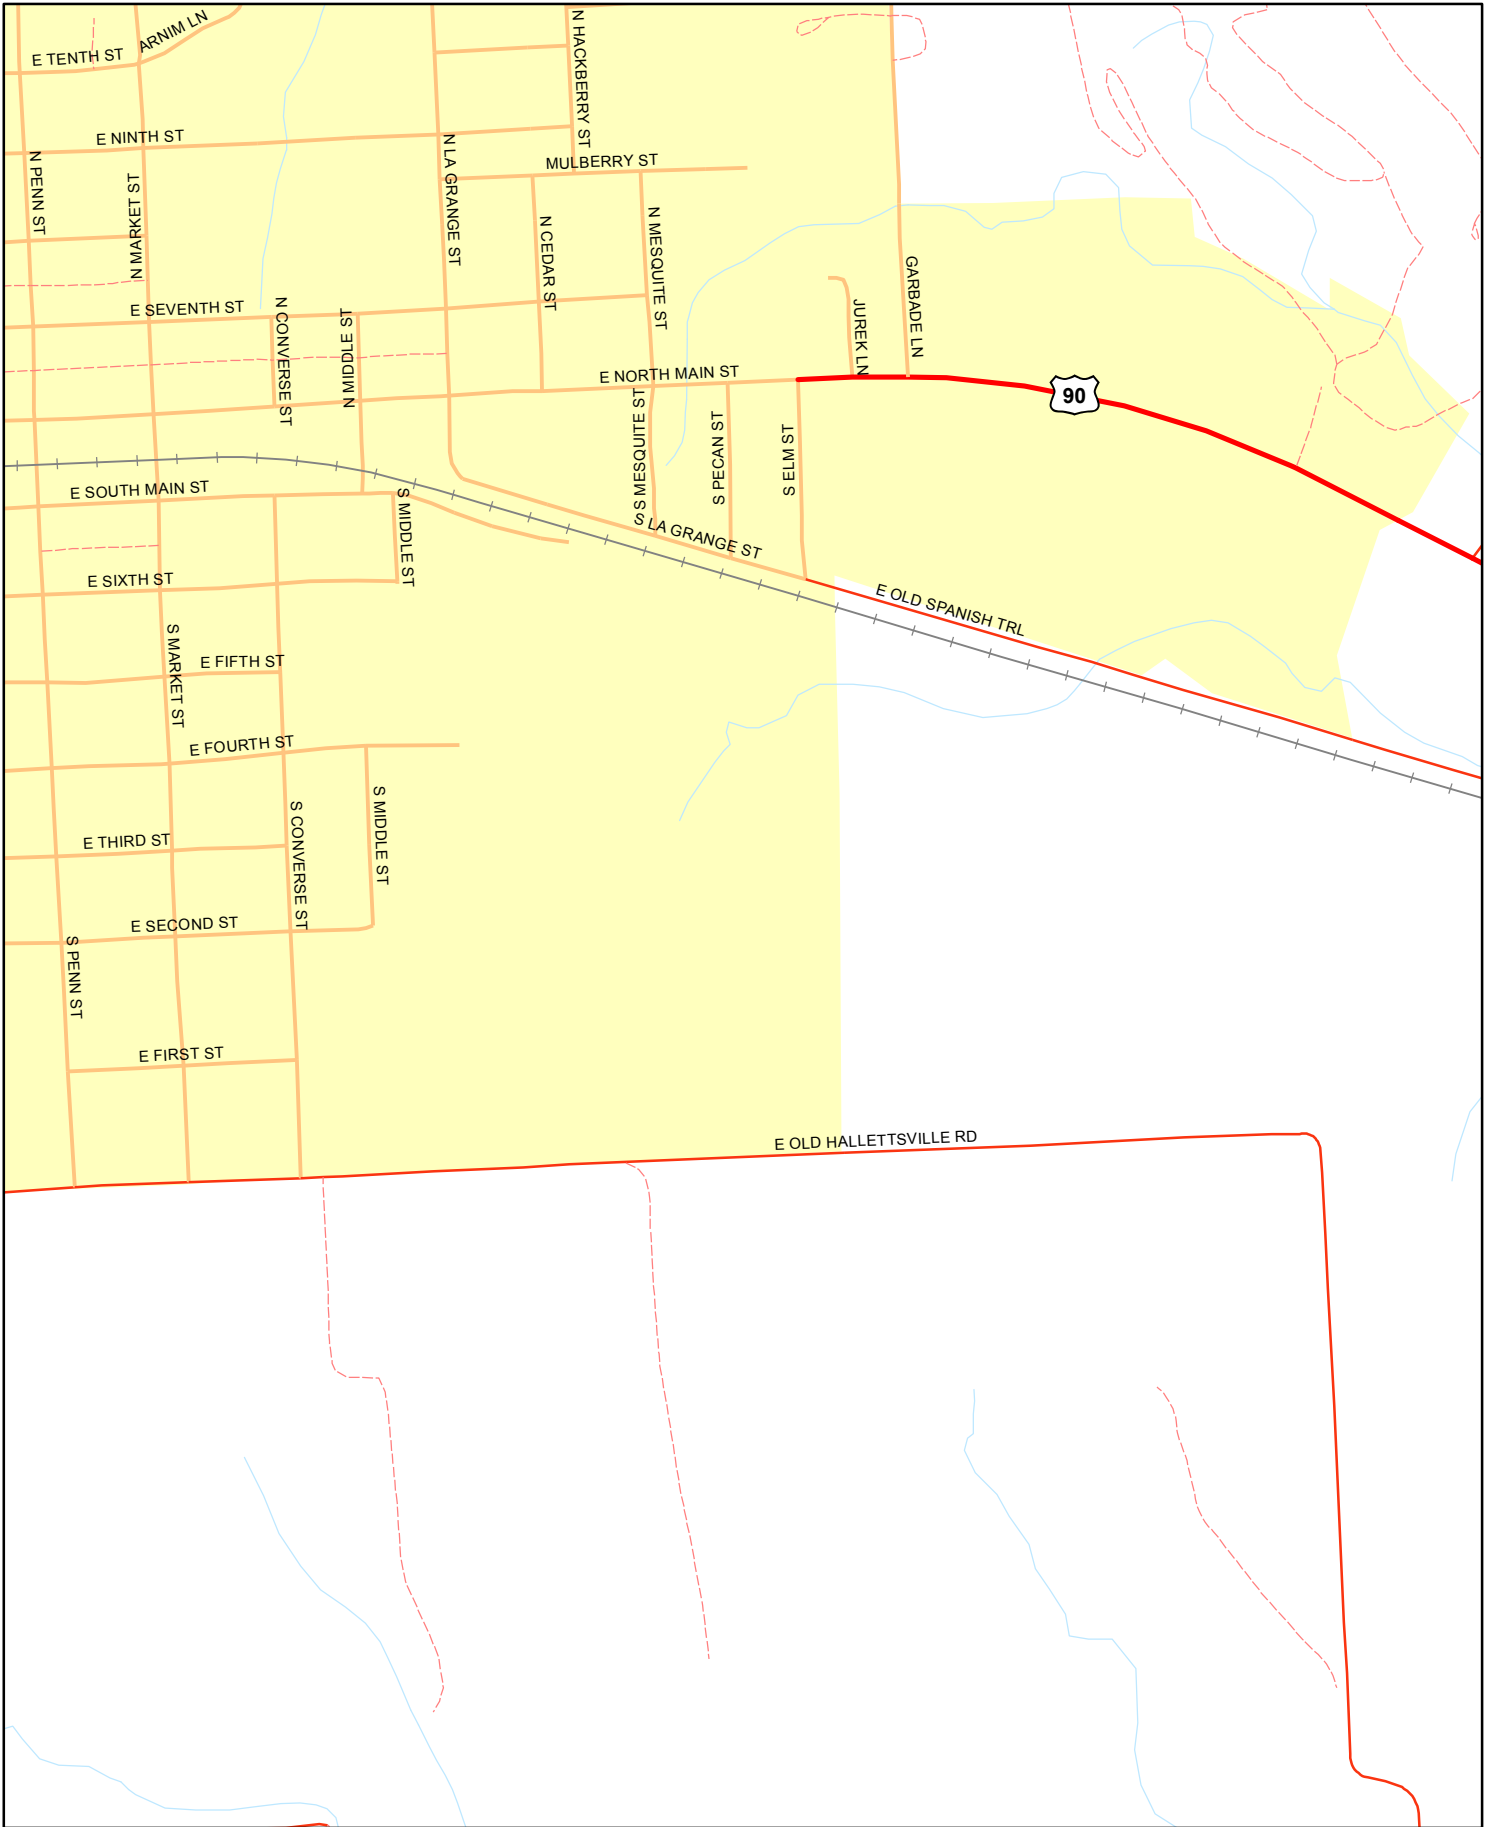 ARNIM LN
E TENTH ST
N HACKBERRY ST
E NINTH ST
N PENN ST
N LA GRANGE ST
MULBERRY ST
N MARKET ST
N CEDAR ST
N MESQUITE ST
GARBADE LN
E SEVENTH ST
N CONVERSE ST
N MIDDLE ST
JUREK LN
E NORTH MAIN ST
90
S MESQUITE ST
S PECAN ST
S ELM ST
E SOUTH MAIN ST
S MIDDLE ST
S LA GRANGE ST
E SIXTH ST
E OLD SPANISH TRL
S MARKET ST
E FIFTH ST
E FOURTH ST
S CONVERSE ST
S MIDDLE ST
E THIRD ST
E SECOND ST
S PENN ST
E FIRST ST
E OLD HALLETTSVILLE RD